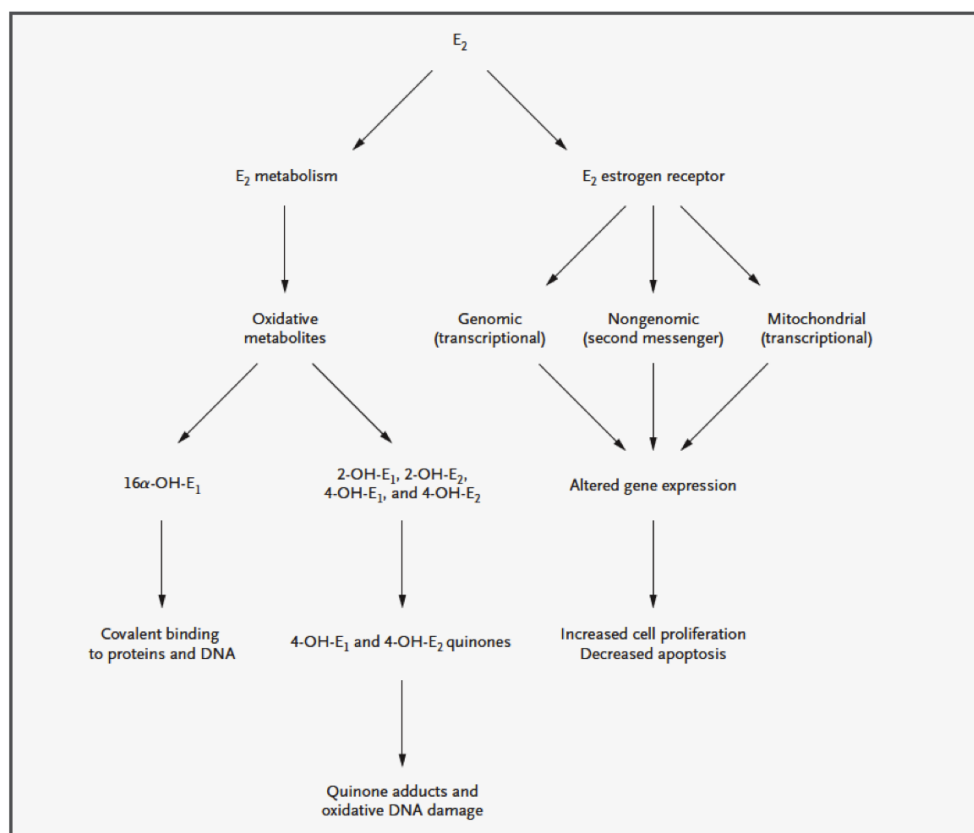 E₂
E₂ metabolism
E₂ estrogen receptor
Oxidative
metabolites
Genomic
(transcriptional)
Nongenomic
(second messenger)
Mitochondrial
(transcriptional)
16α-OH-E₁
2-OH-E₁, 2-OH-E₂,
4-OH-E₁, and 4-OH-E₂
Altered gene expression
Covalent binding
to proteins and DNA
4-OH-E₁ and 4-OH-E₂ quinones
Increased cell proliferation
Decreased apoptosis
Quinone adducts and
oxidative DNA damage